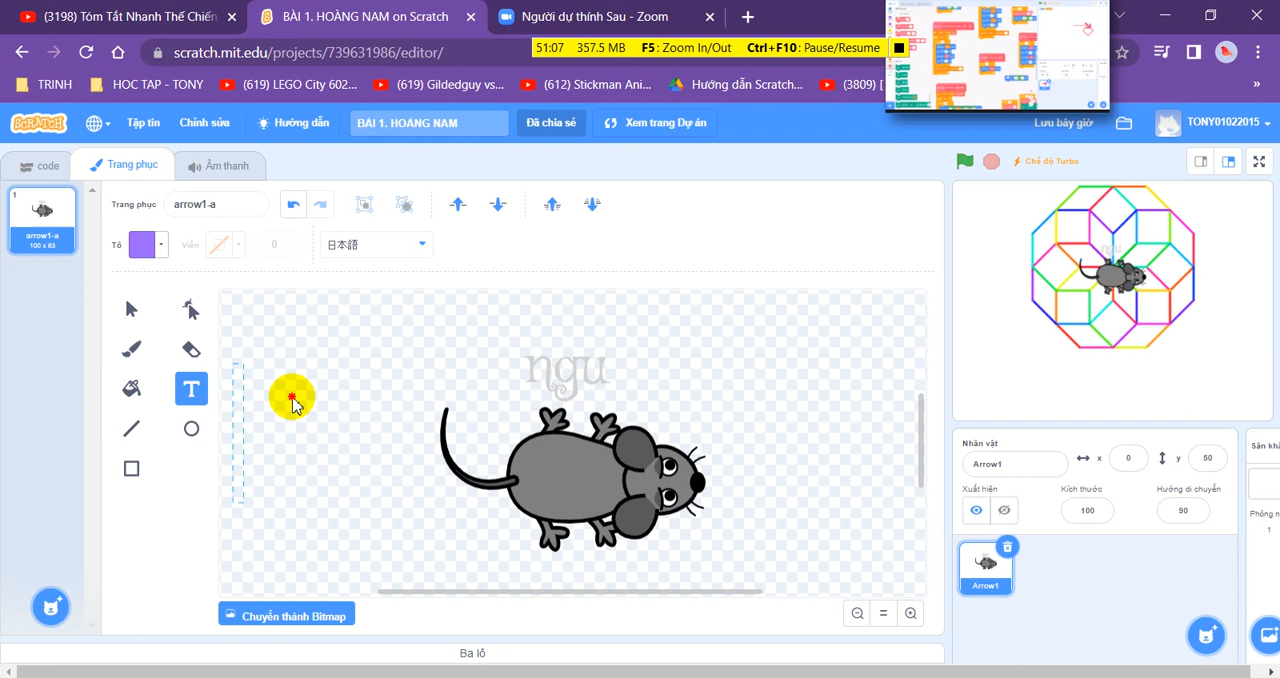 (3198) Tóm Tắt Nhanh Thế Chiến
BÀI 1. HOÀNG NAM on Scratch
Người dự thính Sau - Zoom
scratch.mit.edu/projects/739631986/editor/
51:07 357.5 MB F5: Zoom In/Out Ctrl+F10: Pause/Resume
TRINH
HOC TAP - TONY
(619) LEGO City 602...
(619) Gildedguy vs...
(612) Stickman Ani...
Hướng dẫn Scratch...
(3809) [
SCRATCH
Tập tin
Chỉnh sửa
Hướng dẫn
BÀI 1. HOÀNG NAM
Đã chia sẻ
Xem trang Dự án
Lưu bây giờ
TONY01022015
code
Trang phục
Âm thanh
Chế độ Turbo
1
arrow1-a
100 x 83
Trang phục
arrow1-a
Tô
Viền
0
日本語
T
ngu
ngu
Chuyển thành Bitmap
Ba lô
Nhân vật
Arrow1
x
0
y
50
Xuất hiện
Kích thước
100
Hướng di chuyển
90
Arrow1
Sân kh
Phông n
1